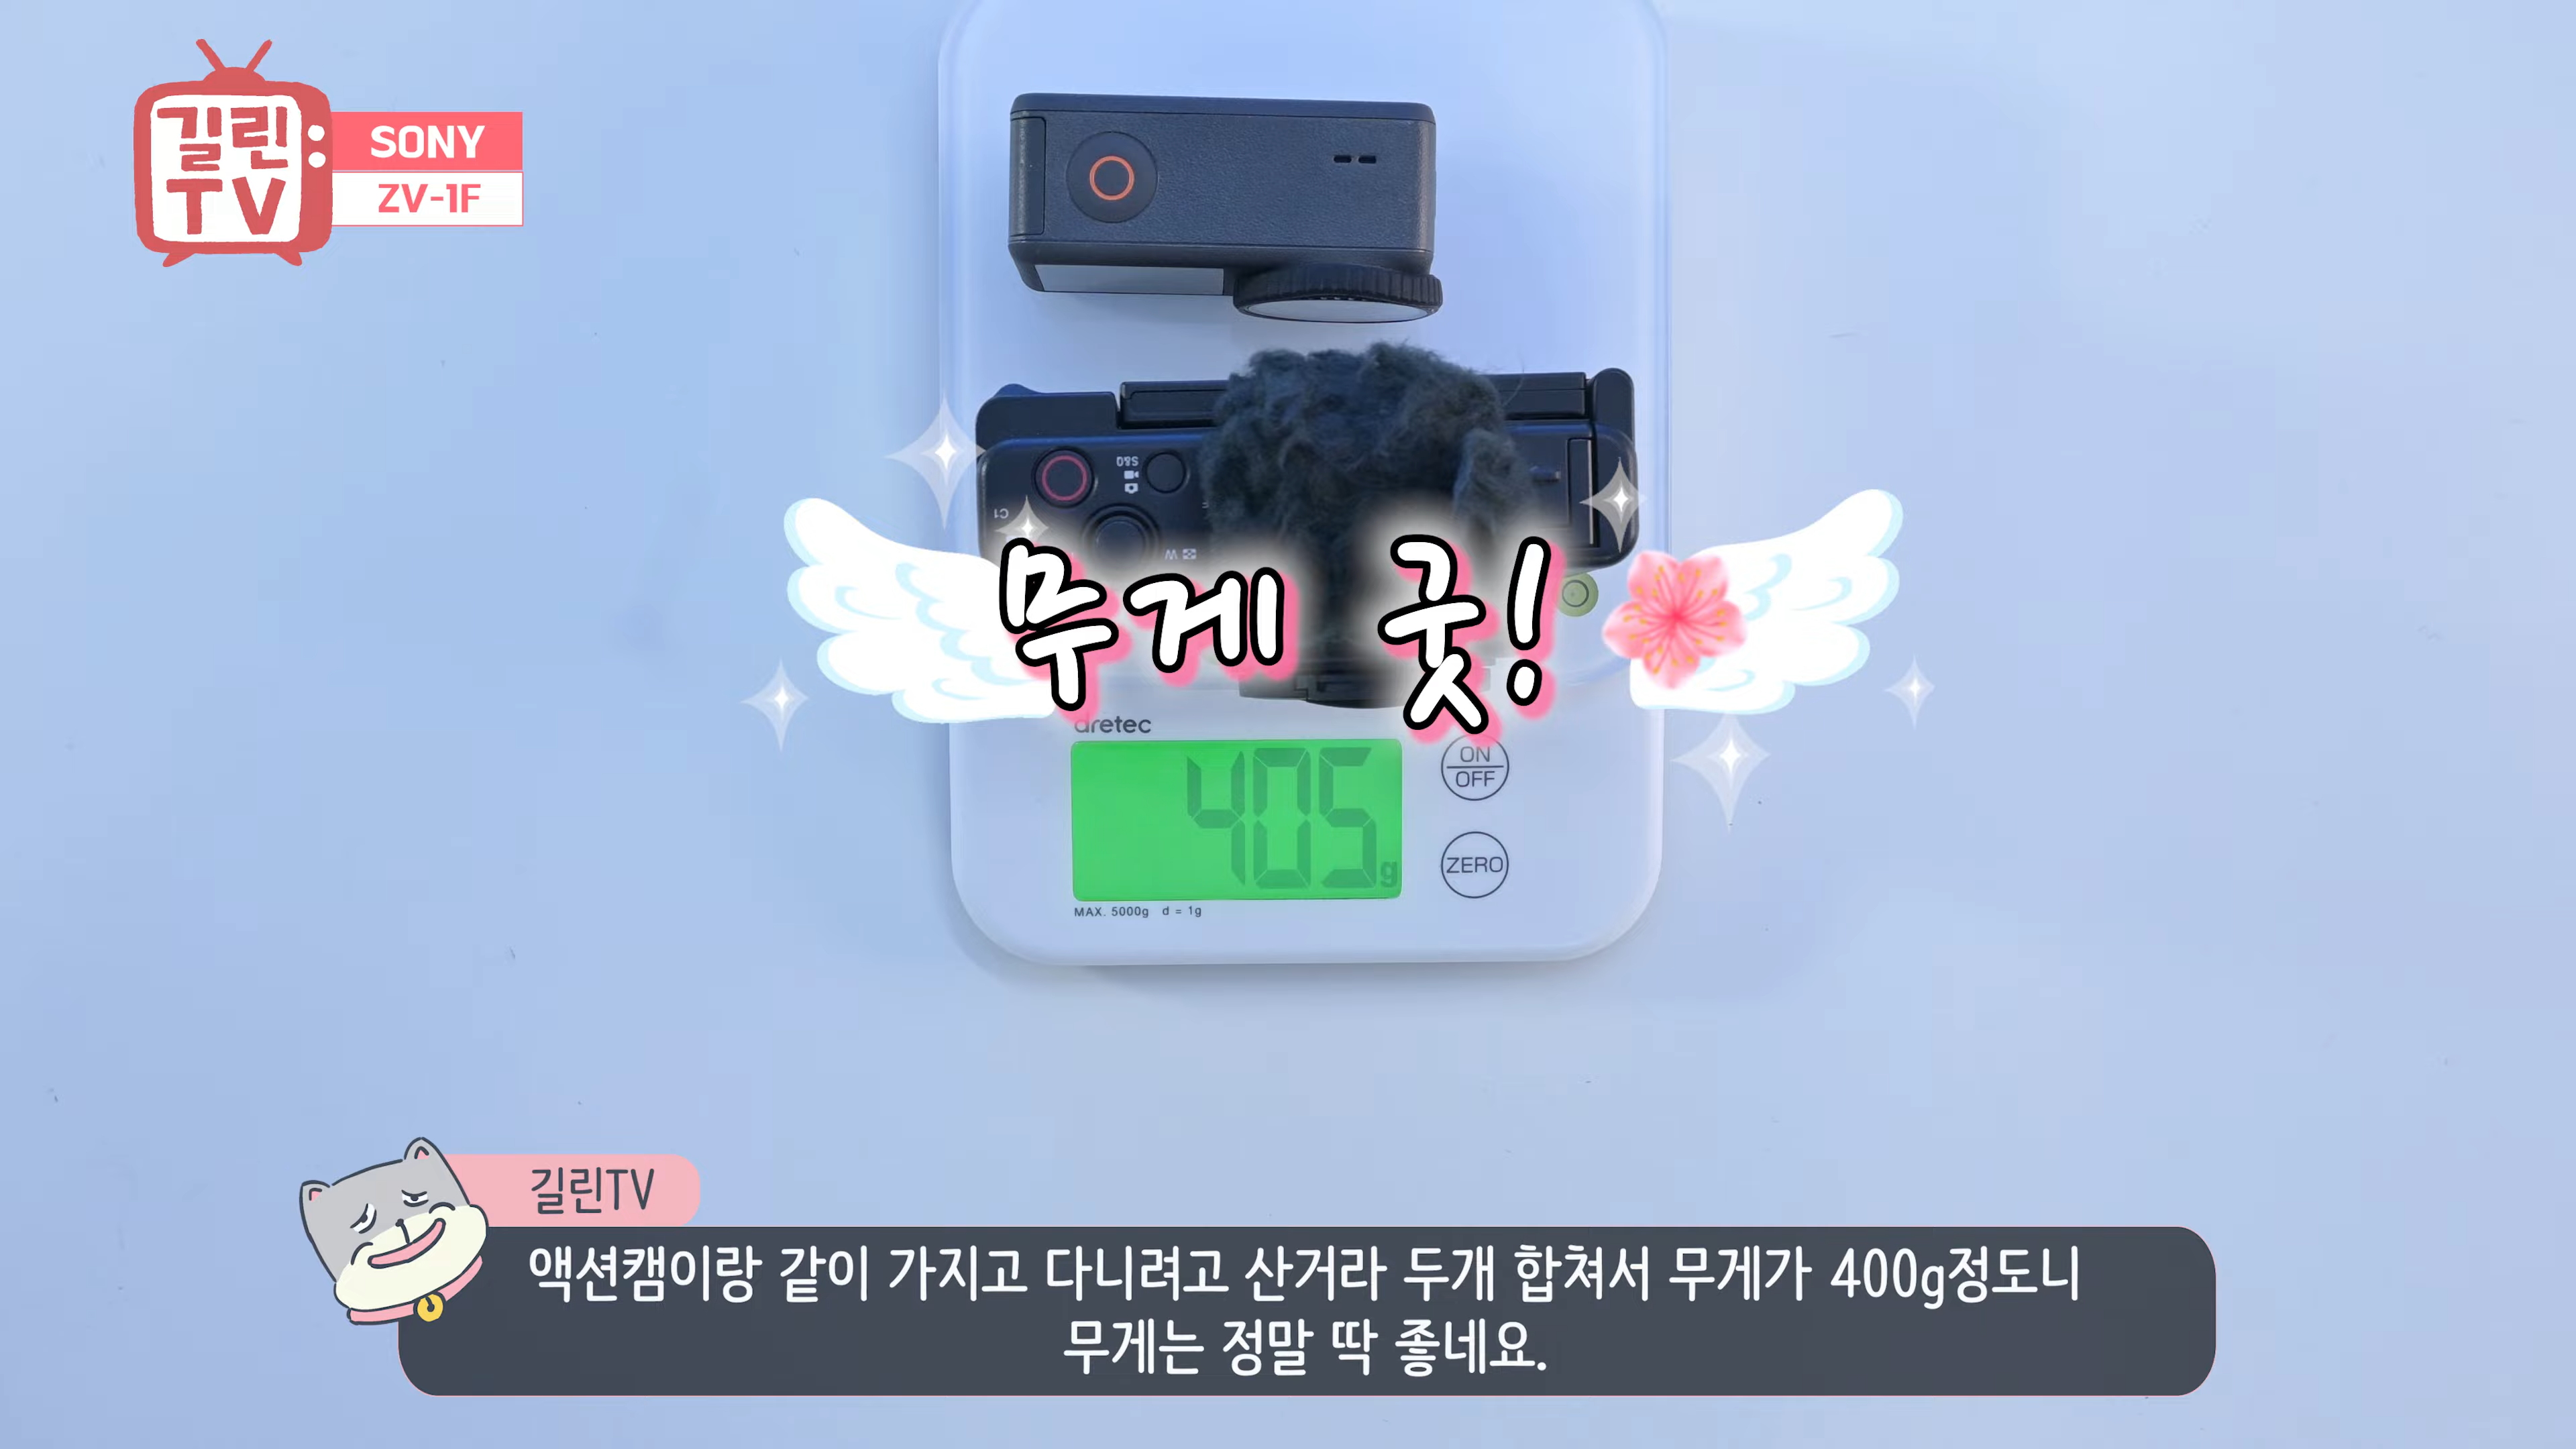 길린
TV
SONY
ZV-1F
S&Q
C1
W
무게 굿!
dretec
405g
ON
OFF
ZERO
MAX. 5000g d = 1g
길린TV
액션캠이랑 같이 가지고 다니려고 산거라 두개 합쳐서 무게가 400g정도니
무게는 정말 딱 좋네요.